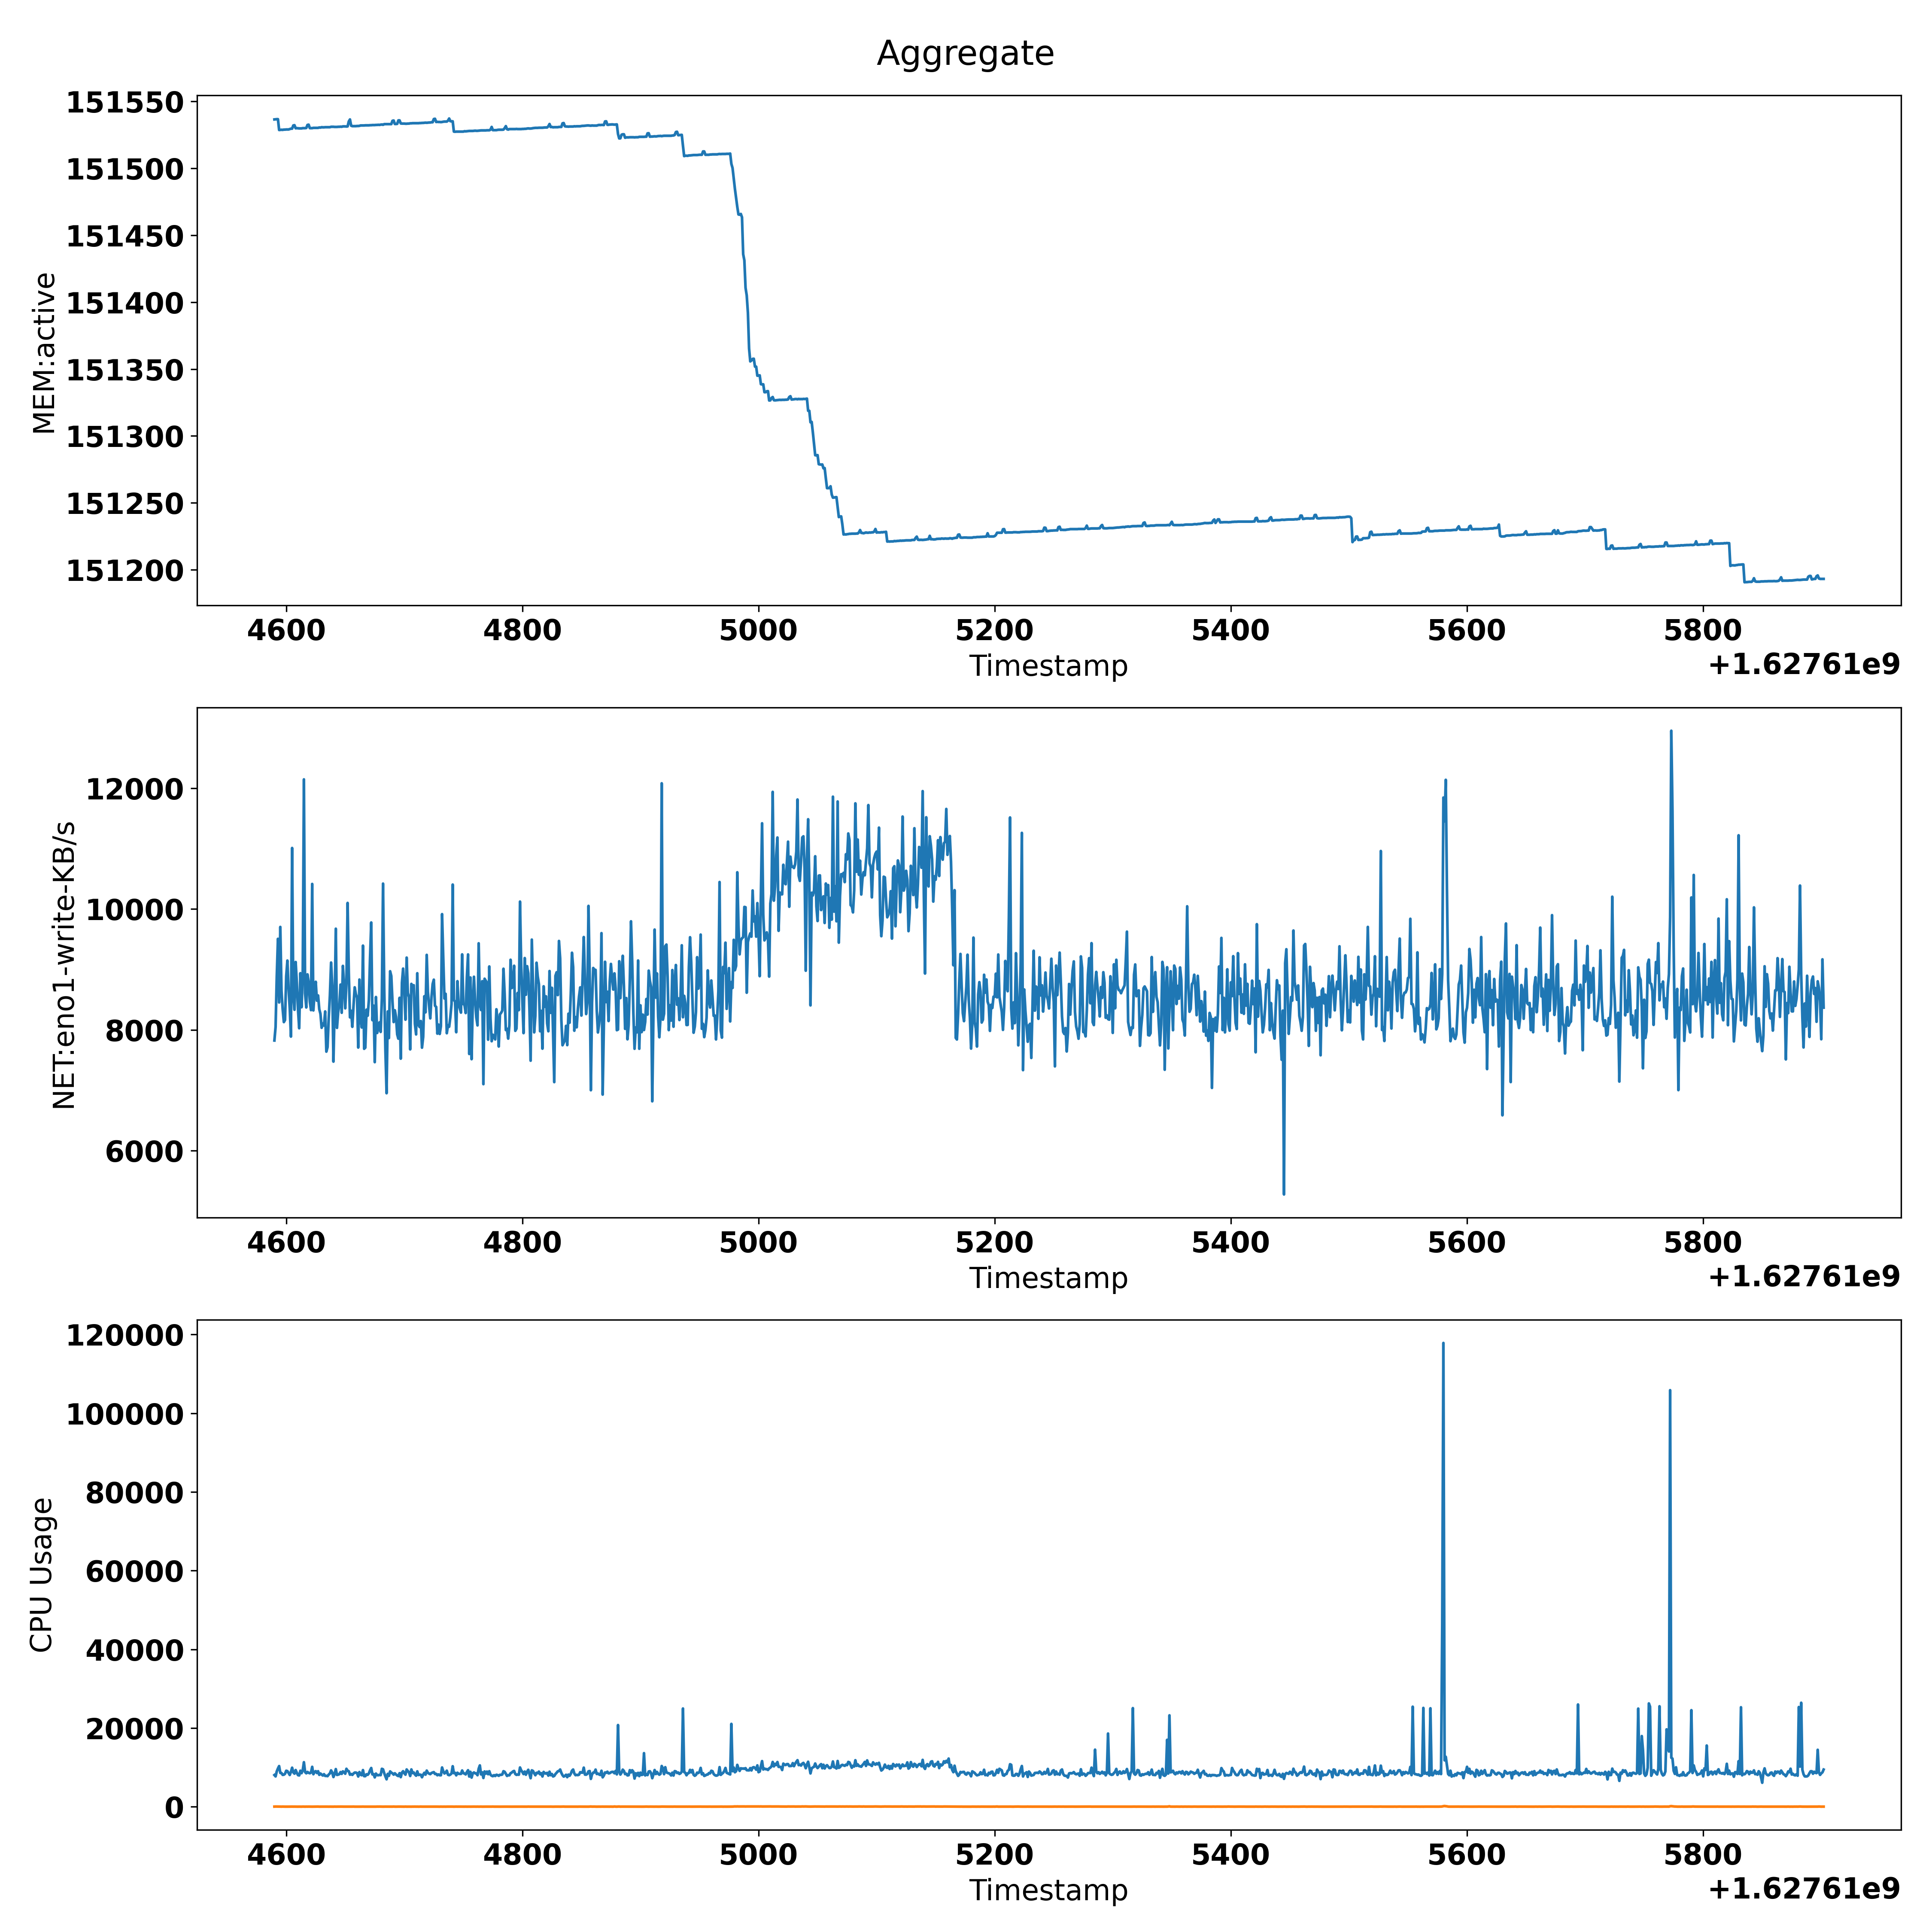 Aggregate
151550
151500
151450
151400
151350
151300
151250
151200
MEM:active
4600 4800 5000 5200 5400 5600 5800
Timestamp
+1.62761e9
12000
10000
8000
6000
NET:eno1-write-KB/s
4600 4800 5000 5200 5400 5600 5800
Timestamp
+1.62761e9
120000
100000
80000
60000
40000
20000
0
CPU Usage
4600 4800 5000 5200 5400 5600 5800
Timestamp
+1.62761e9